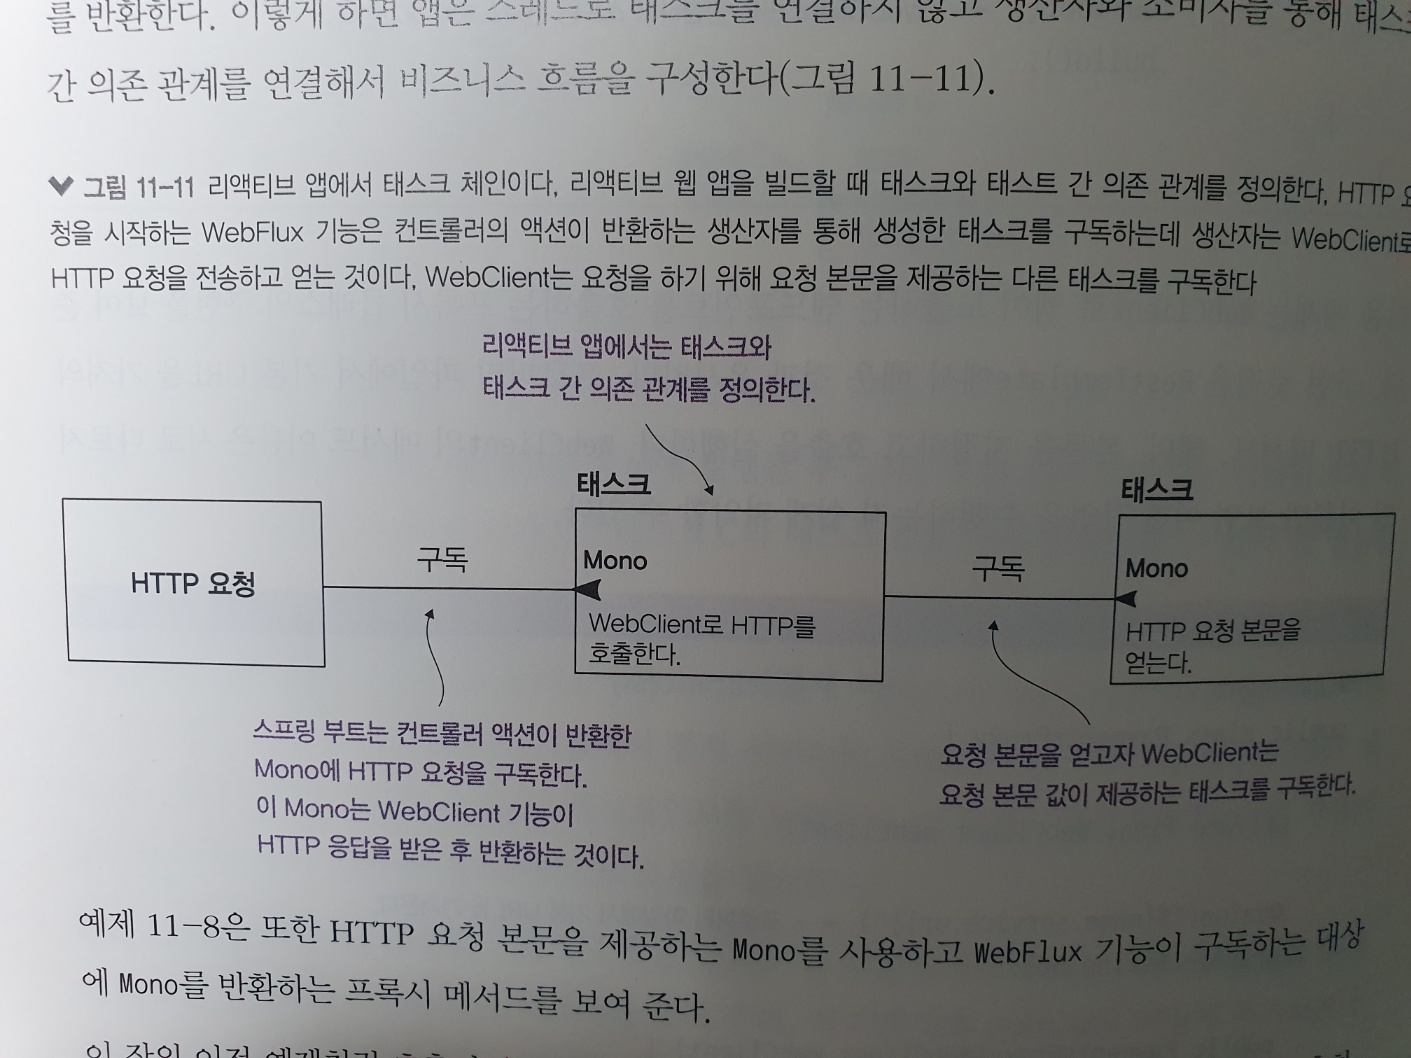 를 반환한다. 이렇게 하면 앱은 스레드로 태스크를 연결하지 않고 생산자와 소비자를 통해 태스크
간 의존 관계를 연결해서 비즈니스 흐름을 구성한다(그림 11-11).
그림 11-11 리액티브 앱에서 태스크 체인이다, 리액티브 웹 앱을 빌드할 때 태스크와 태스트 간 의존 관계를 정의한다, HTTP 요
청을 시작하는 WebFlux 기능은 컨트롤러의 액션이 반환하는 생산자를 통해 생성한 태스크를 구독하는데 생산자는 WebClient로
HTTP 요청을 전송하고 얻는 것이다, WebClient는 요청을 하기 위해 요청 본문을 제공하는 다른 태스크를 구독한다
리액티브 앱에서는 태스크와
태스크 간 의존 관계를 정의한다.
태스크
태스크
HTTP 요청
구독
Mono
WebClient로 HTTP를
호출한다.
구독
Mono
HTTP 요청 본문을
얻는다.
스프링 부트는 컨트롤러 액션이 반환한
Mono에 HTTP 요청을 구독한다.
이 Mono는 WebClient 기능이
HTTP 응답을 받은 후 반환하는 것이다.
요청 본문을 얻고자 WebClient는
요청 본문 값이 제공하는 태스크를 구독한다.
예제 11-8은 또한 HTTP 요청 본문을 제공하는 Mono를 사용하고 WebFlux 기능이 구독하는 대상
에 Mono를 반환하는 프록시 메서드를 보여 준다.
이 장의 이전 예제처럼